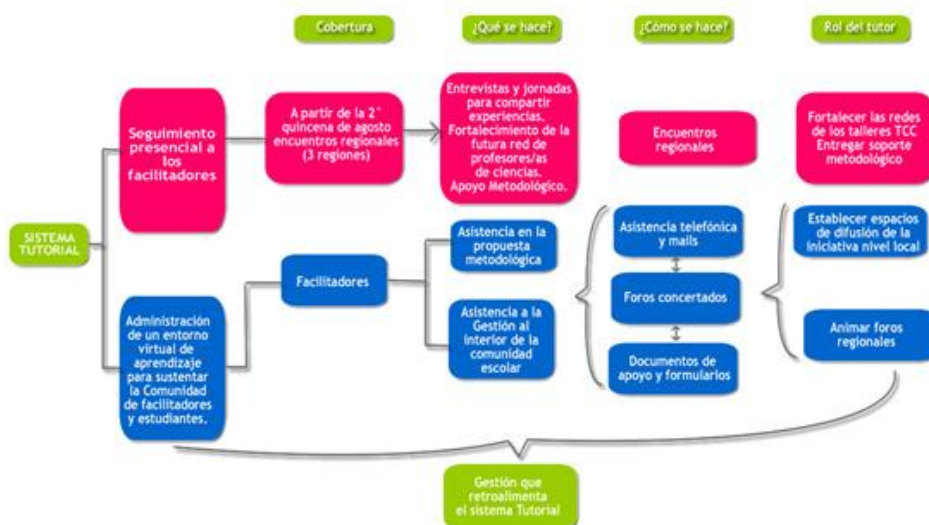 Cobertura
¿Qué se hace?
¿Cómo se hace?
Rol del tutor
Seguimiento
presencial a
los
facilitadores
A partir de la 2°
quincena de agosto
encuentros regionales
(3 regiones)
Entrevistas y jornadas
para compartir
experiencias.
Fortalecimiento de la
futura red de
profesores/as
de ciencias.
Apoyo Metodológico.
Encuentros
regionales
Fortalecer las redes
de los talleres TCC
Entregar soporte
metodológico
SISTEMA
TUTORIAL
Administración
de un entorno
virtual de
aprendizaje
para sustentar
la Comunidad
de facilitadores
y estudiantes.
Facilitadores
Asistencia en la
propuesta
metodológica
Asistencia a la
Gestión al
interior de la
comunidad
escolar
Asistencia telefónica
y mails
Foros concertados
Documentos de
apoyo y formularios
Establecer espacios
de difusión de la
iniciativa nivel local
Animar foros
regionales
Gestión que
retroalimenta
el sistema Tutorial